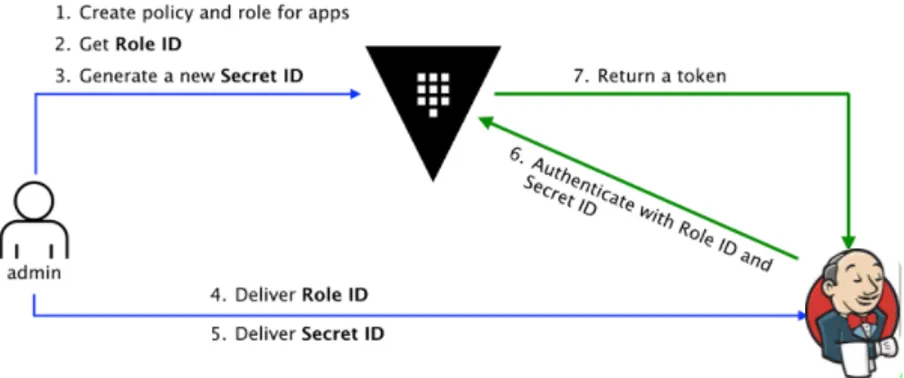 1. Create policy and role for apps
2. Get Role ID
3. Generate a new Secret ID
7. Return a token
6. Authenticate with Role ID and
Secret ID
admin
4. Deliver Role ID
5. Deliver Secret ID